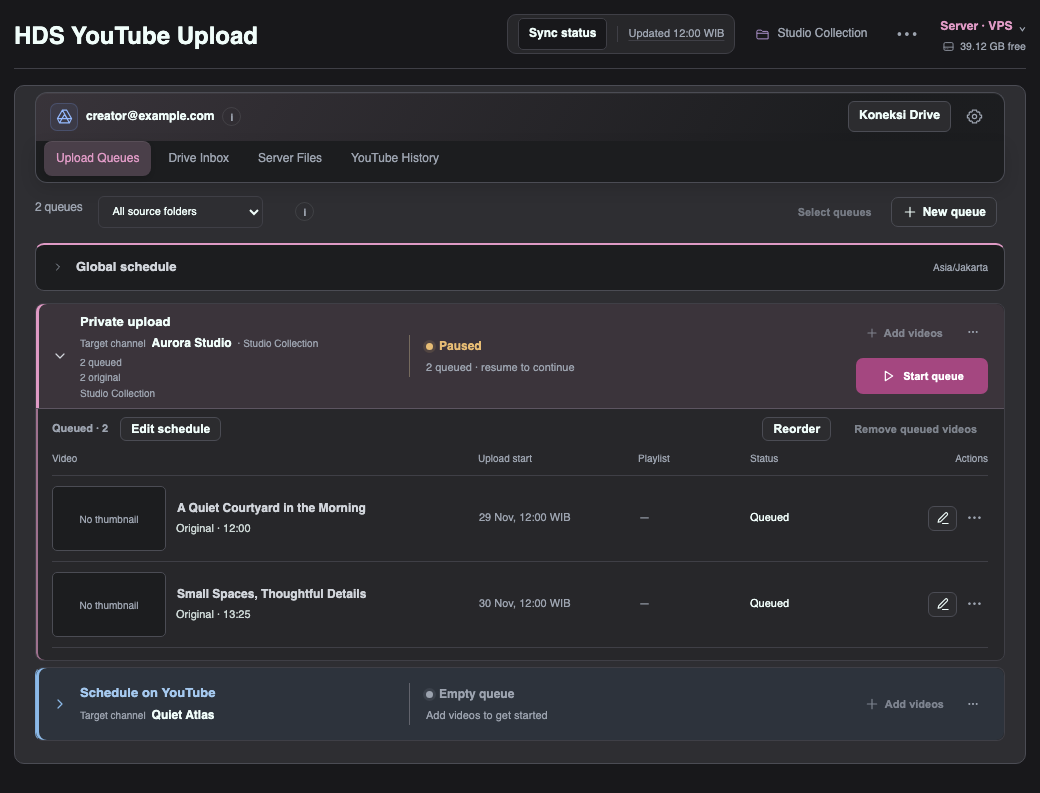 HDS YouTube Upload
Sync status
Updated 12:00 WIB
Studio Collection
Server · VPS
39.12 GB free
creator@example.com
i
Koneksi Drive
Upload Queues
Drive Inbox
Server Files
YouTube History
2 queues
All source folders
i
Select queues
+ New queue
Global schedule
Asia/Jakarta
Private upload
Target channel Aurora Studio · Studio Collection
2 queued
2 original
Studio Collection
Paused
2 queued · resume to continue
+ Add videos
Start queue
Queued · 2
Edit schedule
Reorder
Remove queued videos
Video
Upload start
Playlist
Status
Actions
No thumbnail
A Quiet Courtyard in the Morning
Original · 12:00
29 Nov, 12:00 WIB
—
Queued
No thumbnail
Small Spaces, Thoughtful Details
Original · 13:25
30 Nov, 12:00 WIB
—
Queued
Schedule on YouTube
Target channel Quiet Atlas
Empty queue
Add videos to get started
+ Add videos